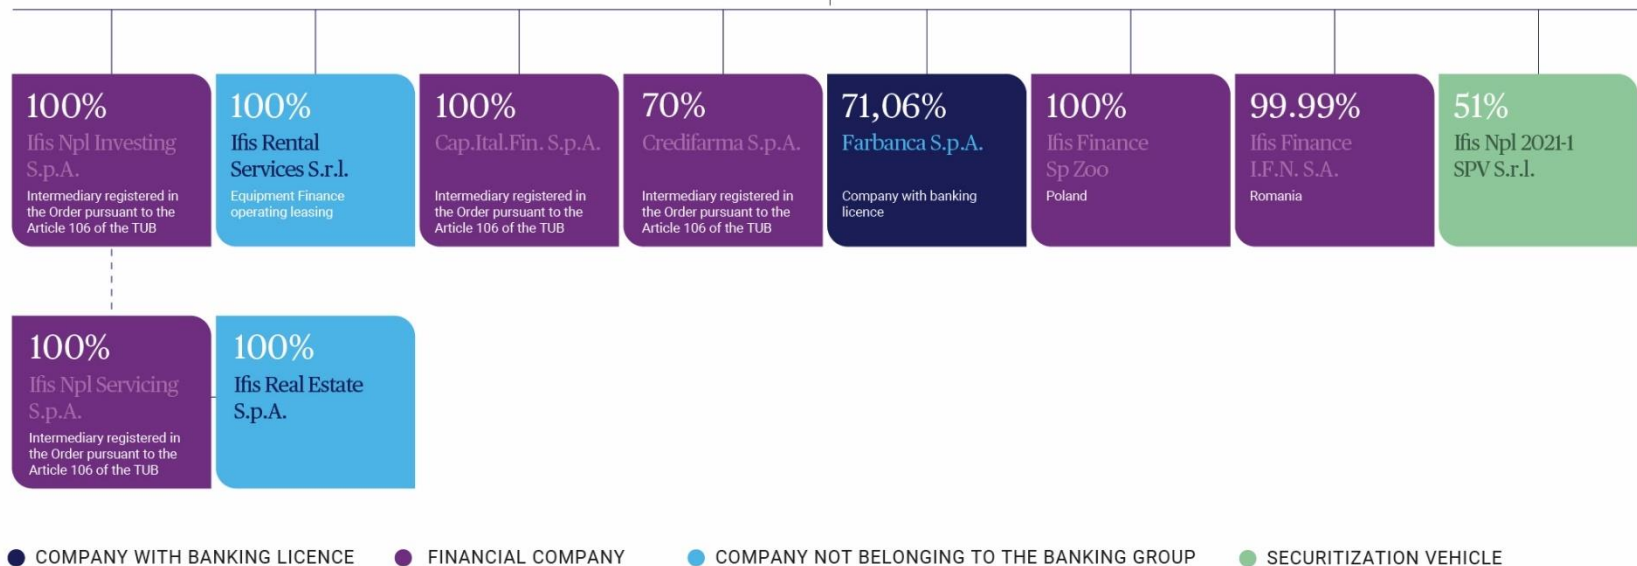 100%
Ifis Npl Investing
S.p.A.
Intermediary registered in
the Order pursuant to the
Article 106 of the TUB
100%
Ifis Rental
Services S.r.l.
Equipment Finance
operating leasing
100%
Cap.Ital.Fin. S.p.A.
Intermediary registered in
the Order pursuant to the
Article 106 of the TUB
70%
Credifarma S.p.A.
Intermediary registered in
the Order pursuant to the
Article 106 of the TUB
71,06%
Farbanca S.p.A.
Company with banking
licence
100%
Ifis Finance
Sp Zoo
Poland
99.99%
Ifis Finance
I.F.N. S.A.
Romania
51%
Ifis Npl 2021-1
SPV S.r.l.
100%
Ifis Npl Servicing
S.p.A.
Intermediary registered in
the Order pursuant to the
Article 106 of the TUB
100%
Ifis Real Estate
S.p.A.
COMPANY WITH BANKING LICENCE
FINANCIAL COMPANY
COMPANY NOT BELONGING TO THE BANKING GROUP
SECURITIZATION VEHICLE